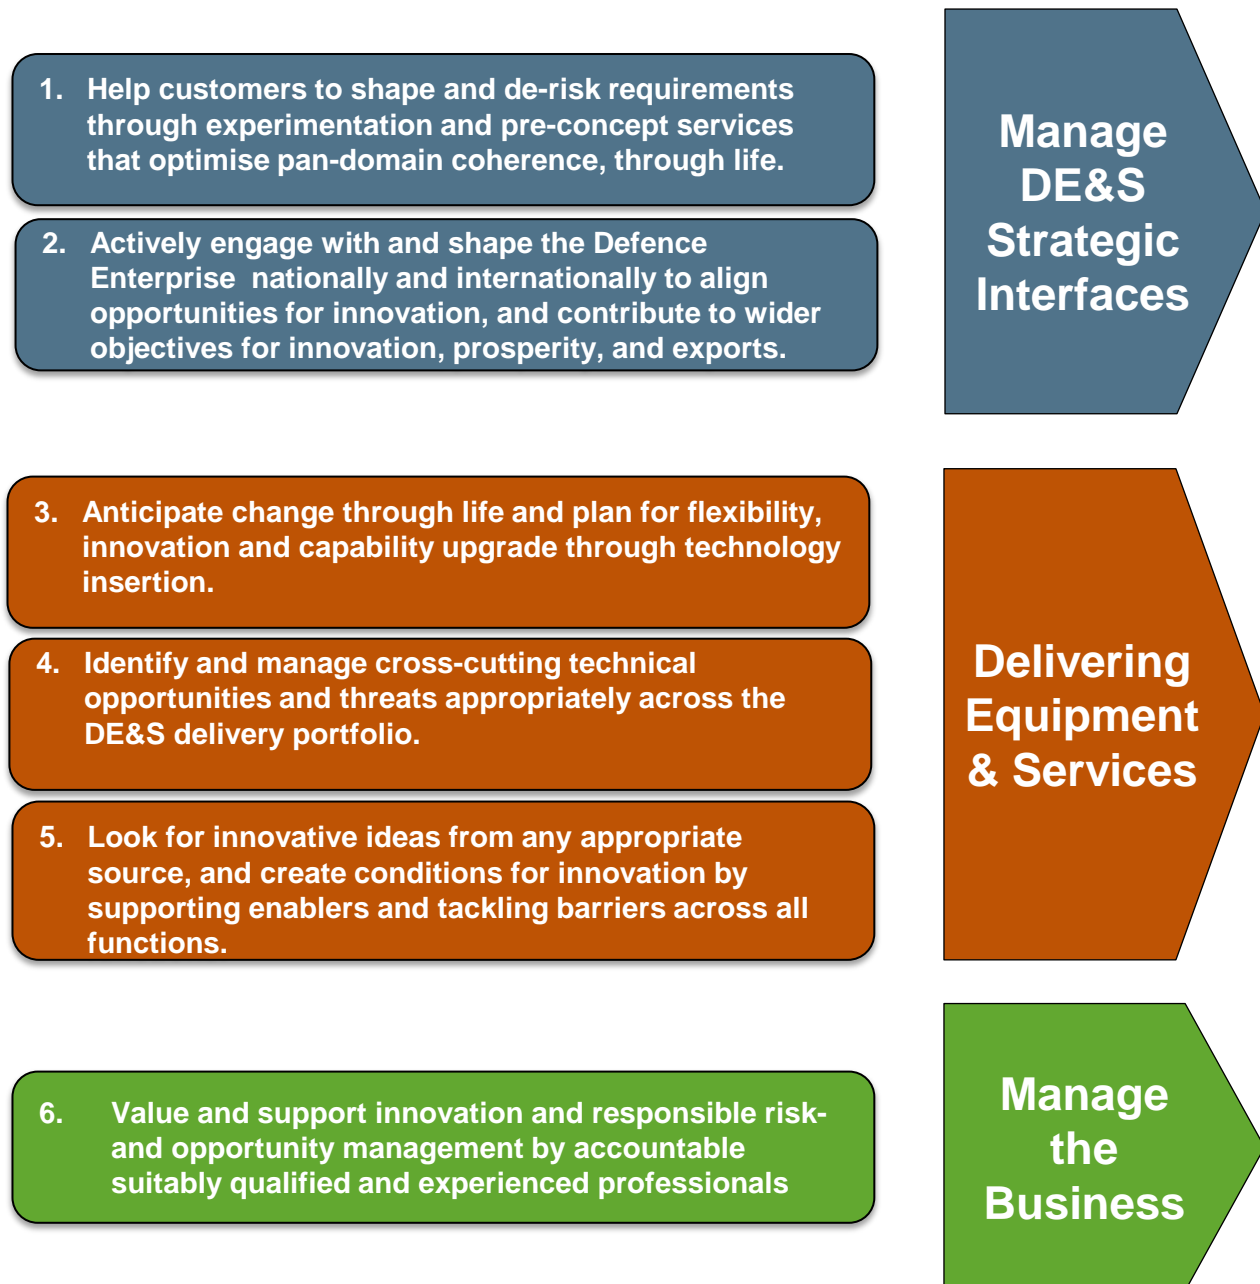 1. Help customers to shape and de-risk requirements
through experimentation and pre-concept services
that optimise pan-domain coherence, through life.
2. Actively engage with and shape the Defence
Enterprise nationally and internationally to align
opportunities for innovation, and contribute to wider
objectives for innovation, prosperity, and exports.
Manage
DE&S
Strategic
Interfaces
3. Anticipate change through life and plan for flexibility,
innovation and capability upgrade through technology
insertion.
4. Identify and manage cross-cutting technical
opportunities and threats appropriately across the
DE&S delivery portfolio.
5. Look for innovative ideas from any appropriate
source, and create conditions for innovation by
supporting enablers and tackling barriers across all
functions.
Delivering
Equipment
& Services
6. Value and support innovation and responsible risk-
and opportunity management by accountable
suitably qualified and experienced professionals
Manage
the
Business